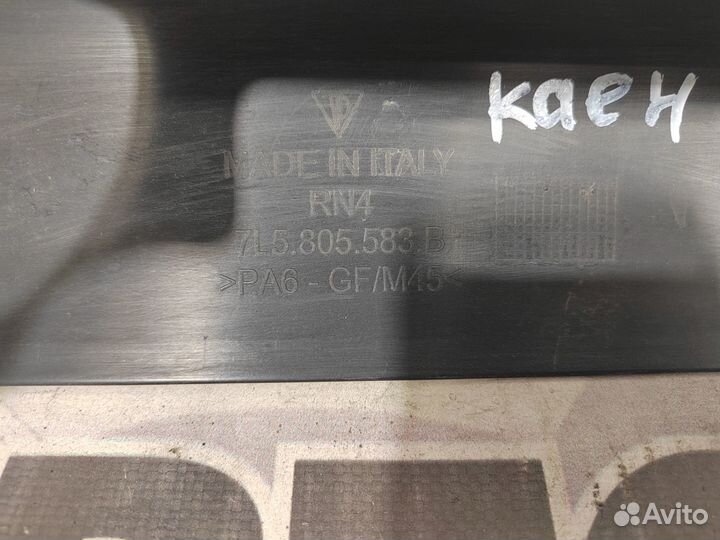 каен
MADE IN ITALY
RN4
7L5.805.583.B
>PA6 - GF/M45<
Avito